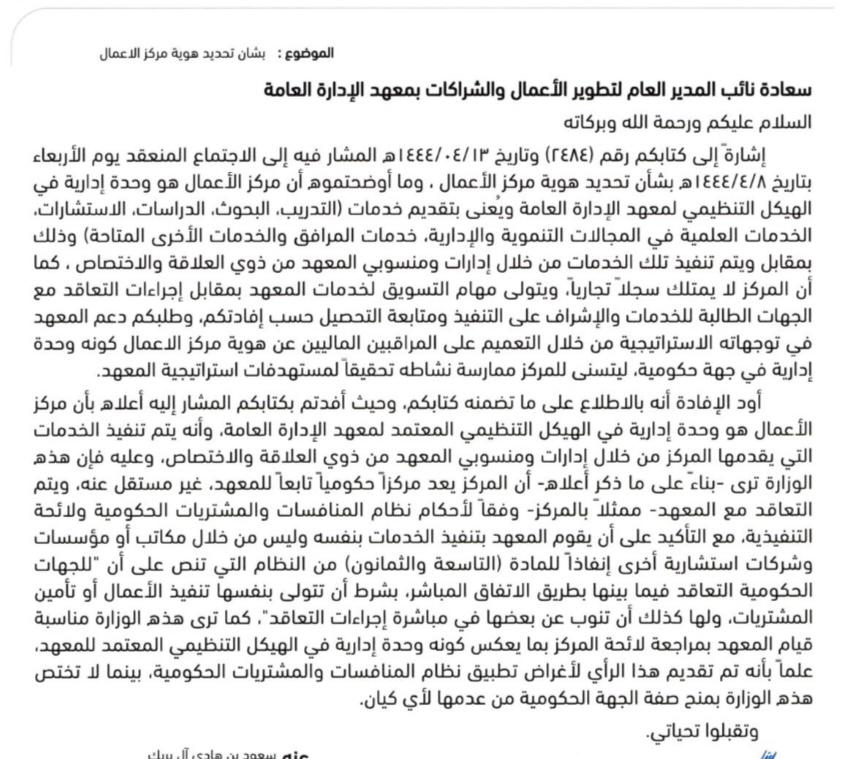 الموضوع : بشان تحديد هوية مركز الاعمال
سعادة نائب المدير العام لتطوير الأعمال والشراكات بمعهد الإدارة العامة
السلام عليكم ورحمة الله وبركاته
إشارةً إلى كتابكم رقم (٢٤٨٤) وتاريخ ١٤٤٤/٠٤/١٣هـ المشار فيه إلى الاجتماع المنعقد يوم الأربعاء
بتاريخ ١٤٤٤/٤/٨هـ بشأن تحديد هوية مركز الأعمال ، وما أوضحتموه أن مركز الأعمال هو وحدة إدارية في
الهيكل التنظيمي لمعهد الإدارة العامة ويُعنى بتقديم خدمات (التدريب، البحوث، الدراسات، الاستشارات،
الخدمات العلمية في المجالات التنموية والإدارية، خدمات المرافق والخدمات الأخرى المتاحة) وذلك
بمقابل ويتم تنفيذ تلك الخدمات من خلال إدارات ومنسوبي المعهد من ذوي العلاقة والاختصاص ، كما
أن المركز لا يمتلك سجلاً تجارياً، ويتولى مهام التسويق لخدمات المعهد بمقابل إجراءات التعاقد مع
الجهات الطالبة للخدمات والإشراف على التنفيذ ومتابعة التحصيل حسب إفادتكم، وطلبكم دعم المعهد
في توجهاته الاستراتيجية من خلال التعميم على المراقبين الماليين عن هوية مركز الاعمال كونه وحدة
إدارية في جهة حكومية، ليتسنى للمركز ممارسة نشاطه تحقيقاً لمستهدفات استراتيجية المعهد.
أود الإفادة أنه بالاطلاع على ما تضمنه كتابكم، وحيث أفدتم بكتابكم المشار إليه أعلاه بأن مركز
الأعمال هو وحدة إدارية في الهيكل التنظيمي المعتمد لمعهد الإدارة العامة، وأنه يتم تنفيذ الخدمات
التي يقدمها المركز من خلال إدارات ومنسوبي المعهد من ذوي العلاقة والاختصاص، وعليه فإن هذه
الوزارة ترى -بناءً على ما ذكر أعلاه- أن المركز يعد مركزاً حكومياً تابعاً للمعهد، غير مستقل عنه، ويتم
التعاقد مع المعهد- ممثلاً بالمركز- وفقاً لأحكام نظام المنافسات والمشتريات الحكومية ولائحة
التنفيذية، مع التأكيد على أن يقوم المعهد بتنفيذ الخدمات بنفسه وليس من خلال مكاتب أو مؤسسات
وشركات استشارية أخرى إنفاذاً للمادة (التاسعة والثمانون) من النظام التي تنص على أن "للجهات
الحكومية التعاقد فيما بينها بطريق الاتفاق المباشر، بشرط أن تتولى بنفسها تنفيذ الأعمال أو تأمين
المشتريات، ولها كذلك أن تنوب عن بعضها في مباشرة إجراءات التعاقد"، كما ترى هذه الوزارة مناسبة
قيام المعهد بمراجعة لائحة المركز بما يعكس كونه وحدة إدارية في الهيكل التنظيمي المعتمد للمعهد،
علماً بأنه تم تقديم هذا الرأي لأغراض تطبيق نظام المنافسات والمشتريات الحكومية، بينما لا تختص
هذه الوزارة بمنح صفة الجهة الحكومية من عدمها لأي كيان.
وتقبلوا تحياتي.
عنه سعود بن هادي آل بريك